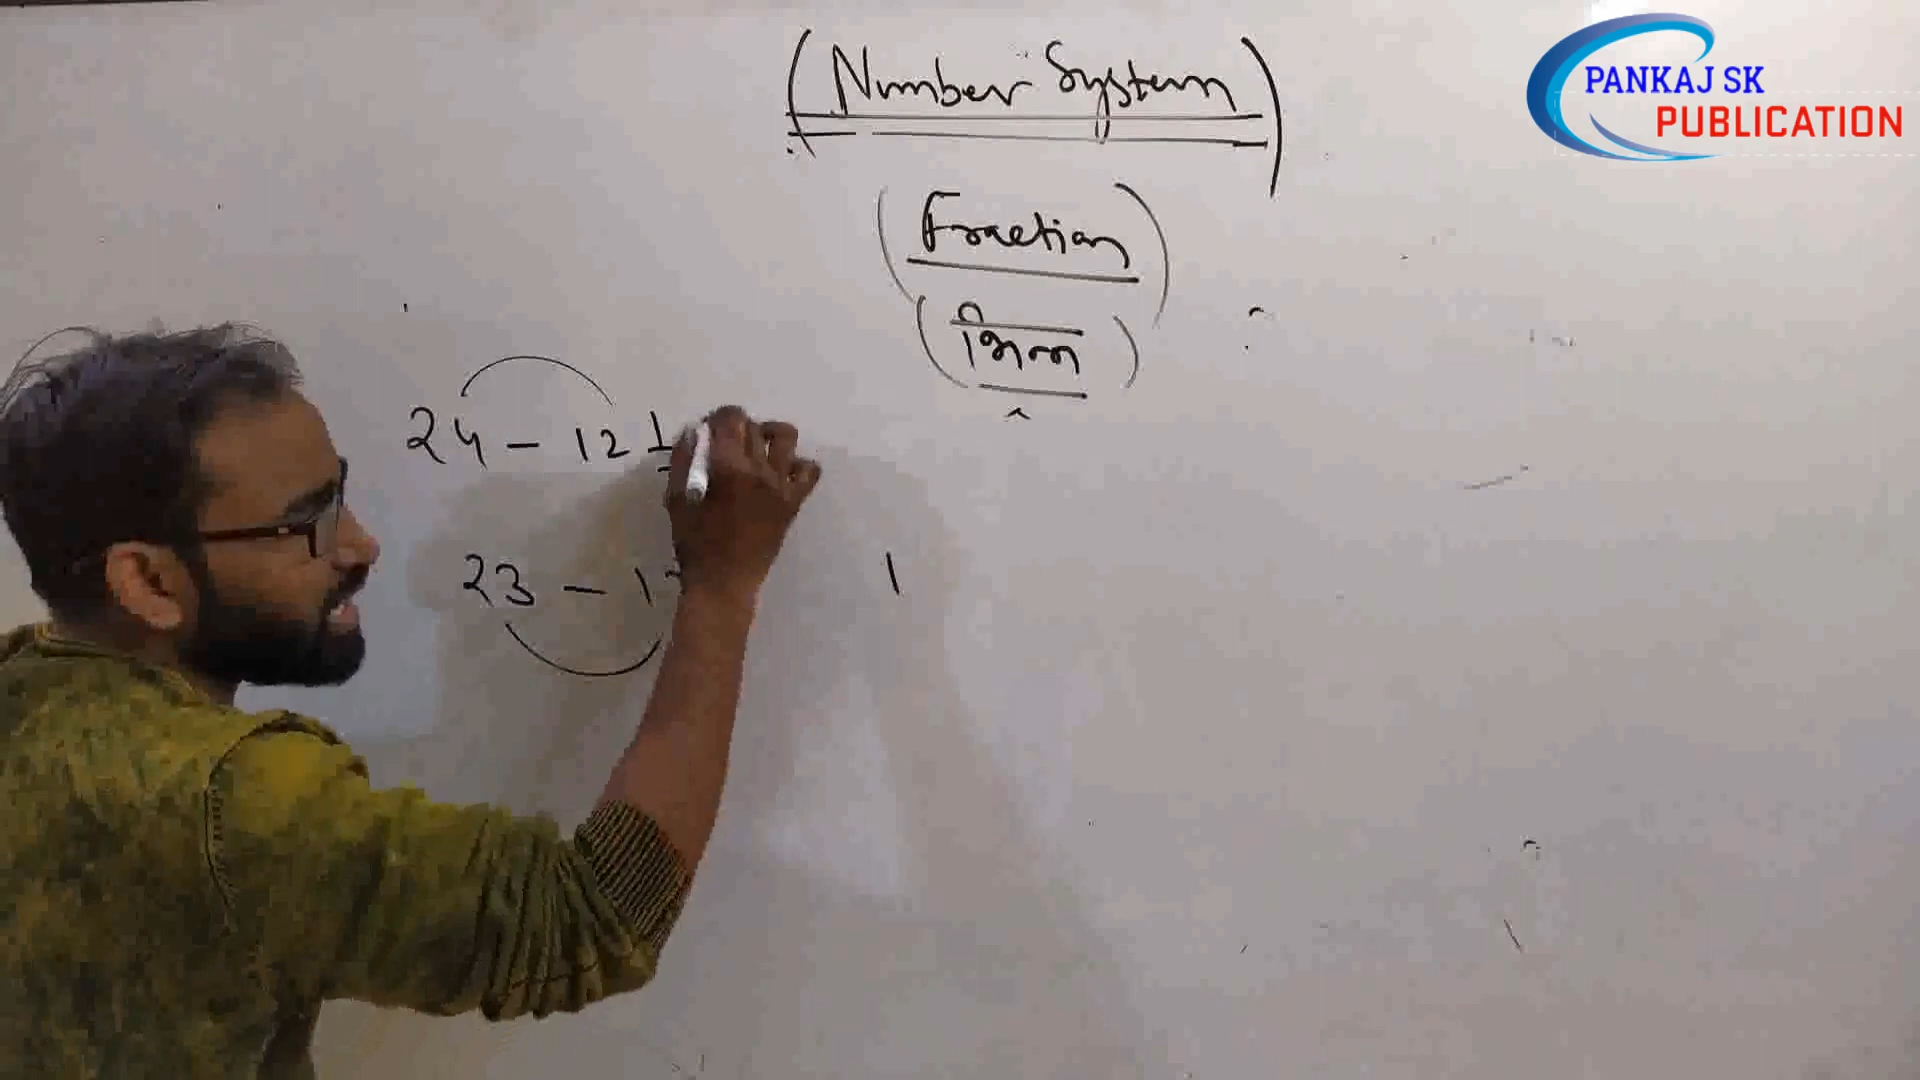 (Number System)
PANKAJ SK
PUBLICATION
(Fraction)
(भिन्न)
24 - 12 1
23 - 1
1